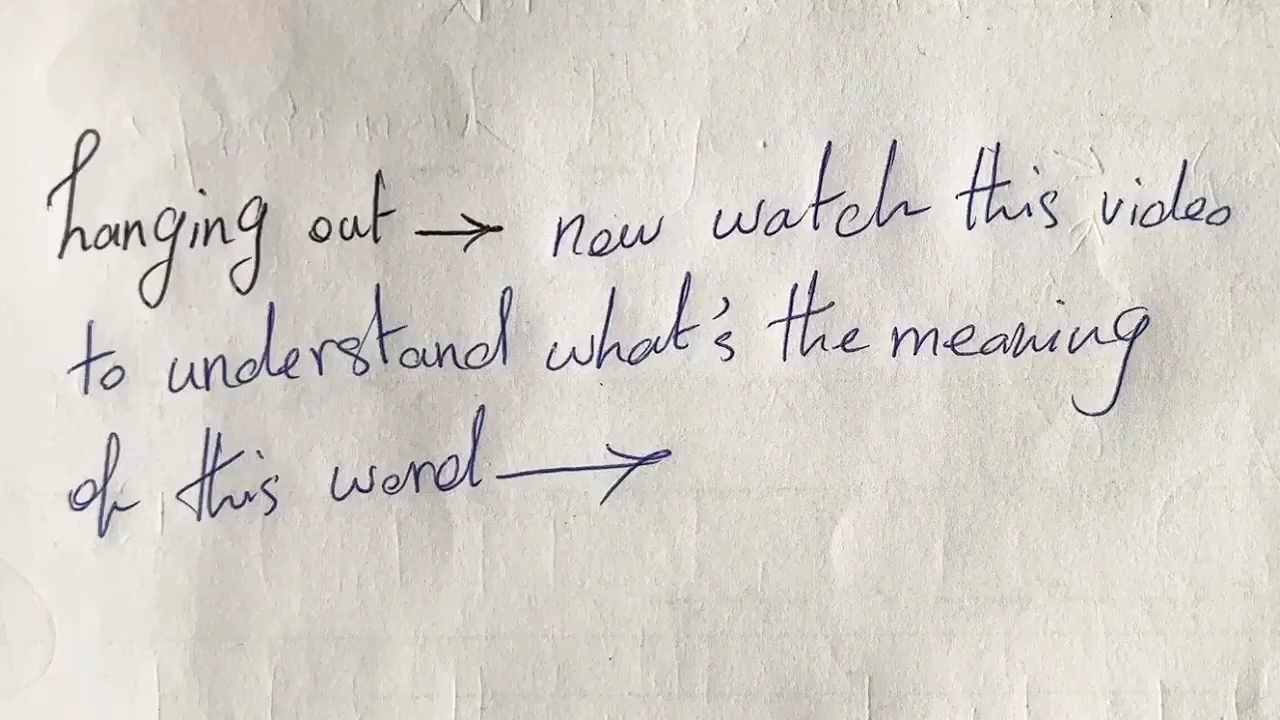 hanging out → now watch this video
to understand what's the meaning
of this word →